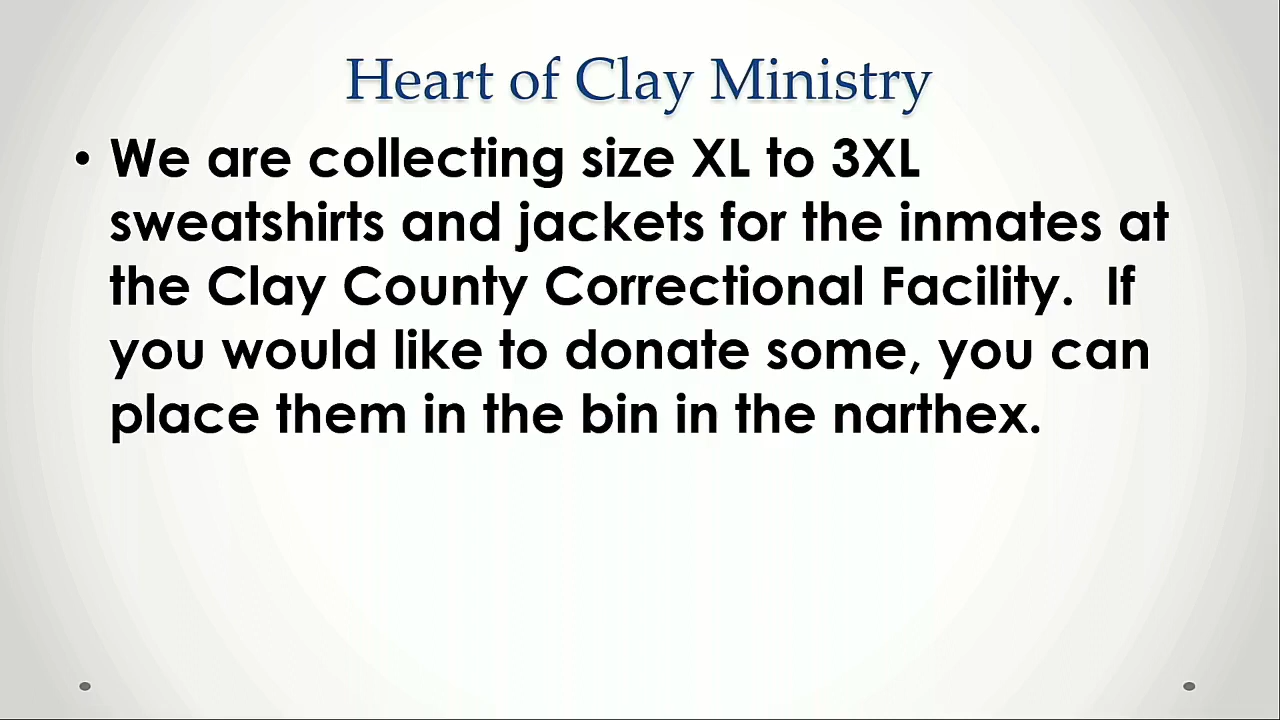 Heart of Clay Ministry
• We are collecting size XL to 3XL
sweatshirts and jackets for the inmates at
the Clay County Correctional Facility.  If
you would like to donate some, you can
place them in the bin in the narthex.